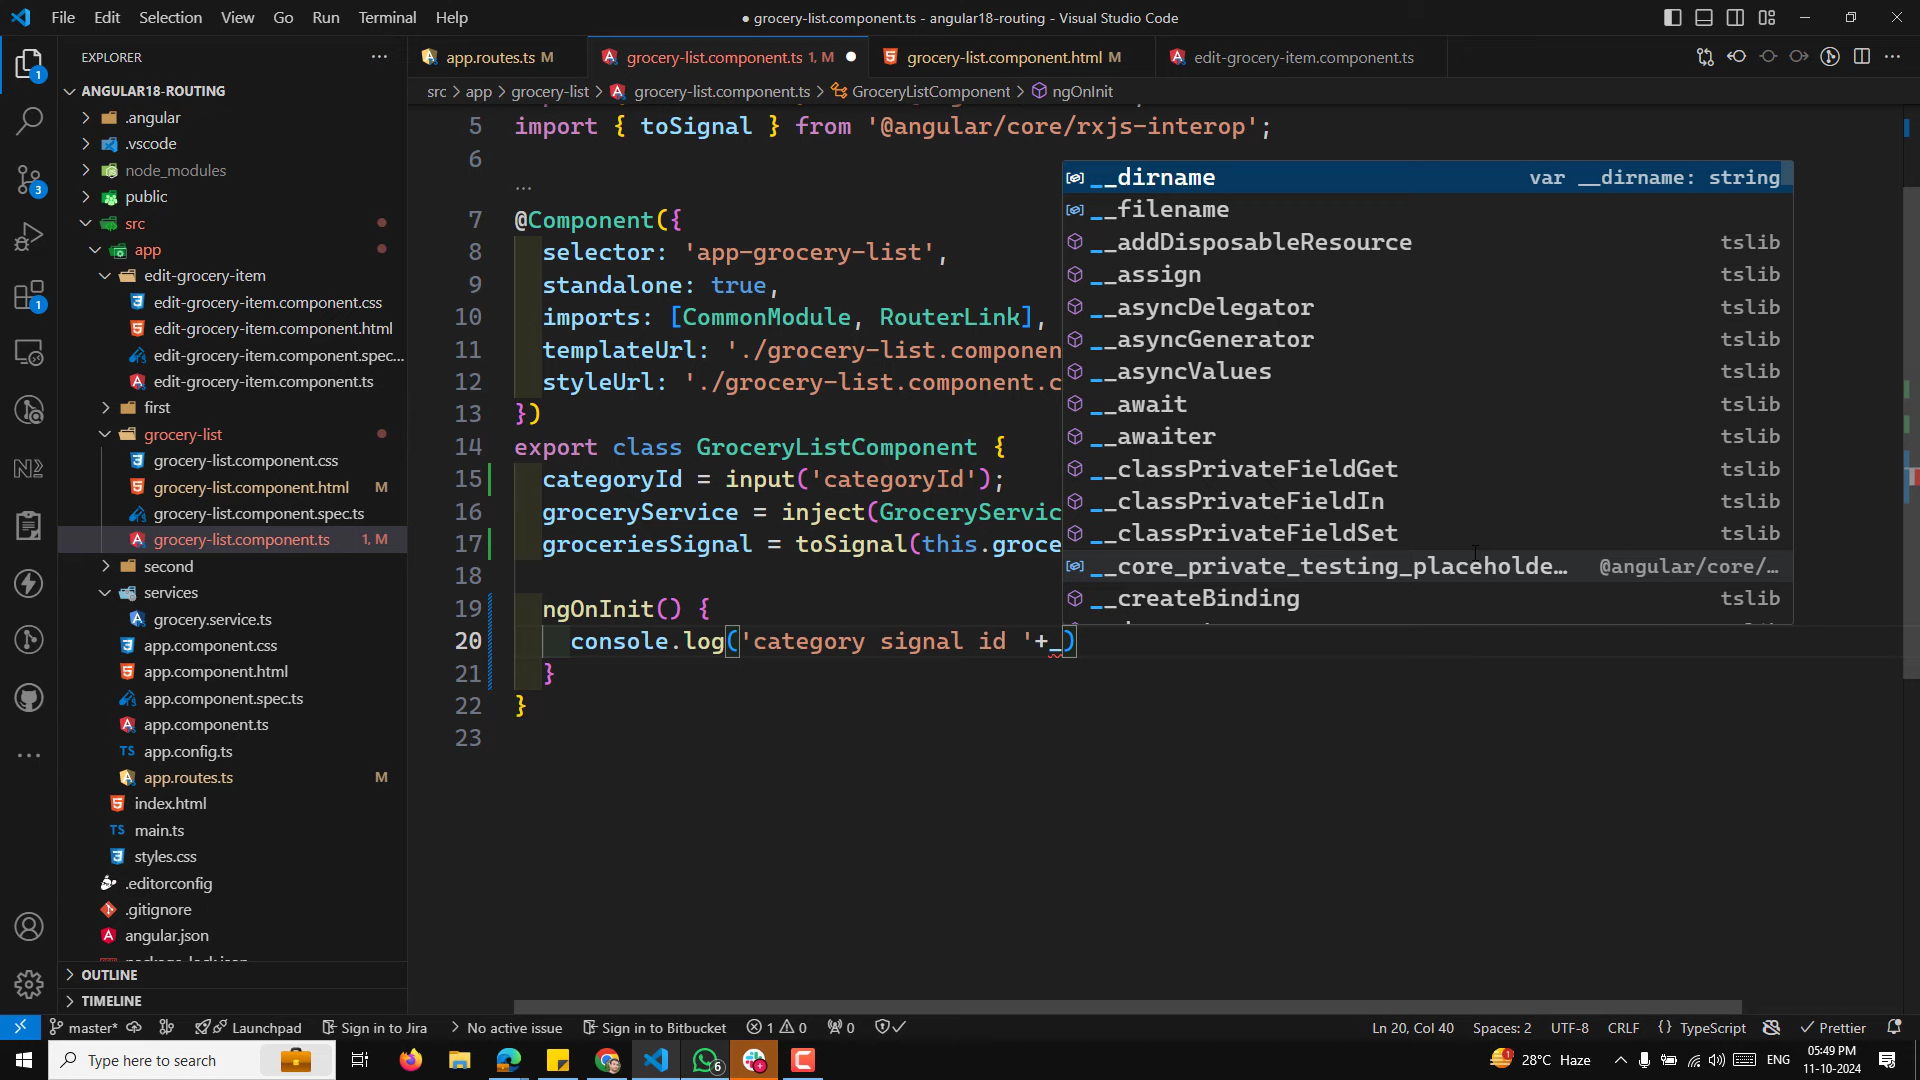 File Edit Selection View Go Run Terminal Help
● grocery-list.component.ts - angular18-routing - Visual Studio Code
EXPLORER
app.routes.ts M
grocery-list.component.ts 1, M
grocery-list.component.html M
edit-grocery-item.component.ts
src > app > grocery-list > grocery-list.component.ts > GroceryListComponent > ngOnInit
ANGULAR18-ROUTING
.angular
.vscode
node_modules
public
src
app
edit-grocery-item
edit-grocery-item.component.css
edit-grocery-item.component.html
edit-grocery-item.component.spec...
edit-grocery-item.component.ts
first
grocery-list
grocery-list.component.css
grocery-list.component.html M
grocery-list.component.spec.ts
grocery-list.component.ts 1, M
second
services
grocery.service.ts
app.component.css
app.component.html
app.component.spec.ts
app.component.ts
app.config.ts
app.routes.ts M
index.html
main.ts
styles.css
.editorconfig
.gitignore
angular.json
OUTLINE
TIMELINE
5 import { toSignal } from '@angular/core/rxjs-interop';
6
...
7 @Component({
8 selector: 'app-grocery-list',
9 standalone: true,
10 imports: [CommonModule, RouterLink],
11 templateUrl: './grocery-list.componen
12 styleUrl: './grocery-list.component.c
13 })
14 export class GroceryListComponent {
15 categoryId = input('categoryId');
16 groceryService = inject(GroceryServic
17 groceriesSignal = toSignal(this.groce
18
19 ngOnInit() {
20 console.log('category signal id '+_)
21 }
22 }
23
__dirname var __dirname: string
__filename
__addDisposableResource tslib
__assign tslib
__asyncDelegator tslib
__asyncGenerator tslib
__asyncValues tslib
__await tslib
__awaiter tslib
__classPrivateFieldGet tslib
__classPrivateFieldIn tslib
__classPrivateFieldSet tslib
__core_private_testing_placeholde... @angular/core/...
__createBinding tslib
master* Launchpad Sign in to Jira No active issue Sign in to Bitbucket 1 0 0
Ln 20, Col 40 Spaces: 2 UTF-8 CRLF {} TypeScript Prettier
Type here to search
6
28°C Haze
ENG
05:49 PM
11-10-2024